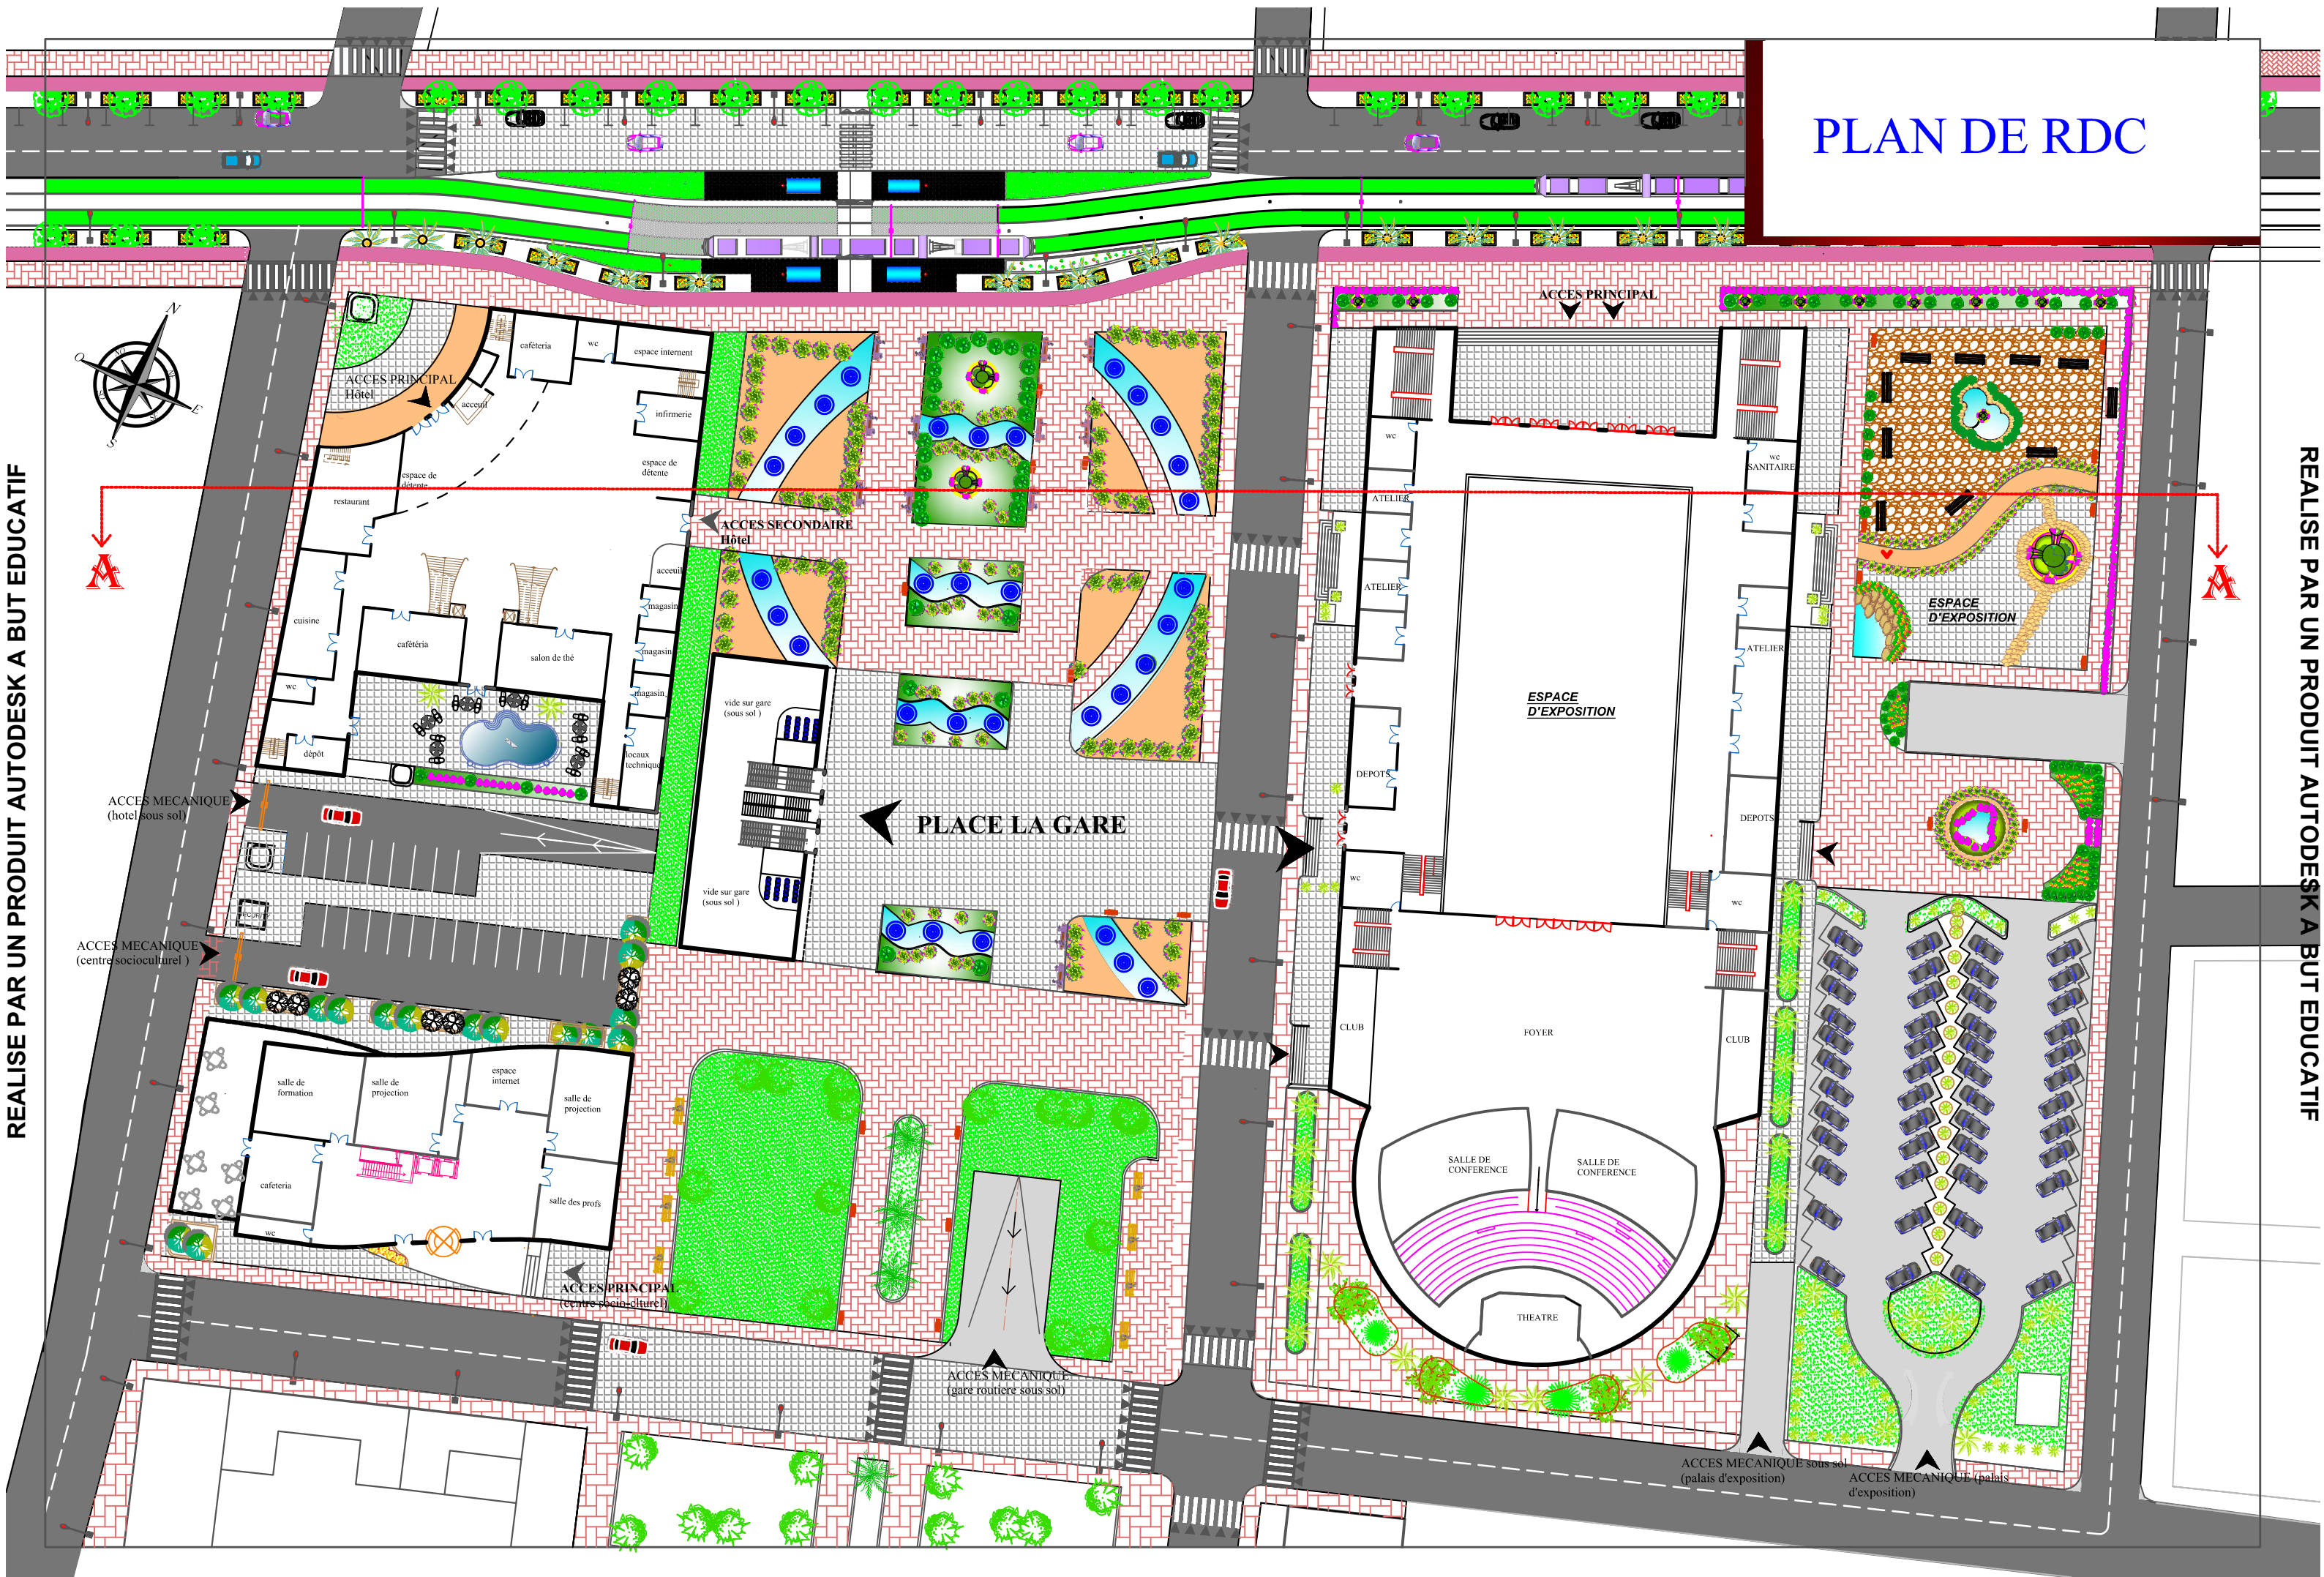 PLAN DE RDC
REALISE PAR UN PRODUIT AUTODESK A BUT EDUCATIF
REALISE PAR UN PRODUIT AUTODESK A BUT EDUCATIF
N
O
E
S
A
A
ACCES PRINCIPAL
Hôtel
acceuil
caféteria
wc
espace internent
infirmerie
espace de
détente
espace de
détente
restaurant
ACCES SECONDAIRE
Hôtel
acceuil
magasin
magasin
magasin
locaux
technique
cuisine
cafétéria
salon de thé
wc
dépôt
ACCES MECANIQUE
(hotel sous sol)
ACCES MECANIQUE
(centre socioculturel )
vide sur gare
(sous sol )
vide sur gare
(sous sol )
PLACE LA GARE
salle de
formation
salle de
projection
espace
internet
salle de
projection
cafeteria
salle des profs
wc
ACCES PRINCIPAL
(centre socio-clturel)
ACCES MECANIQUE
(gare routiere sous sol)
ACCES PRINCIPAL
wc
ATELIER
ATELIER
DEPOTS
wc
CLUB
wc
SANITAIRE
ATELIER
DEPOTS
wc
CLUB
ESPACE
D'EXPOSITION
ESPACE
D'EXPOSITION
FOYER
SALLE DE
CONFERENCE
SALLE DE
CONFERENCE
THEATRE
ACCES MECANIQUE sous sol
(palais d'exposition)
ACCES MECANIQUE (palais
d'exposition)